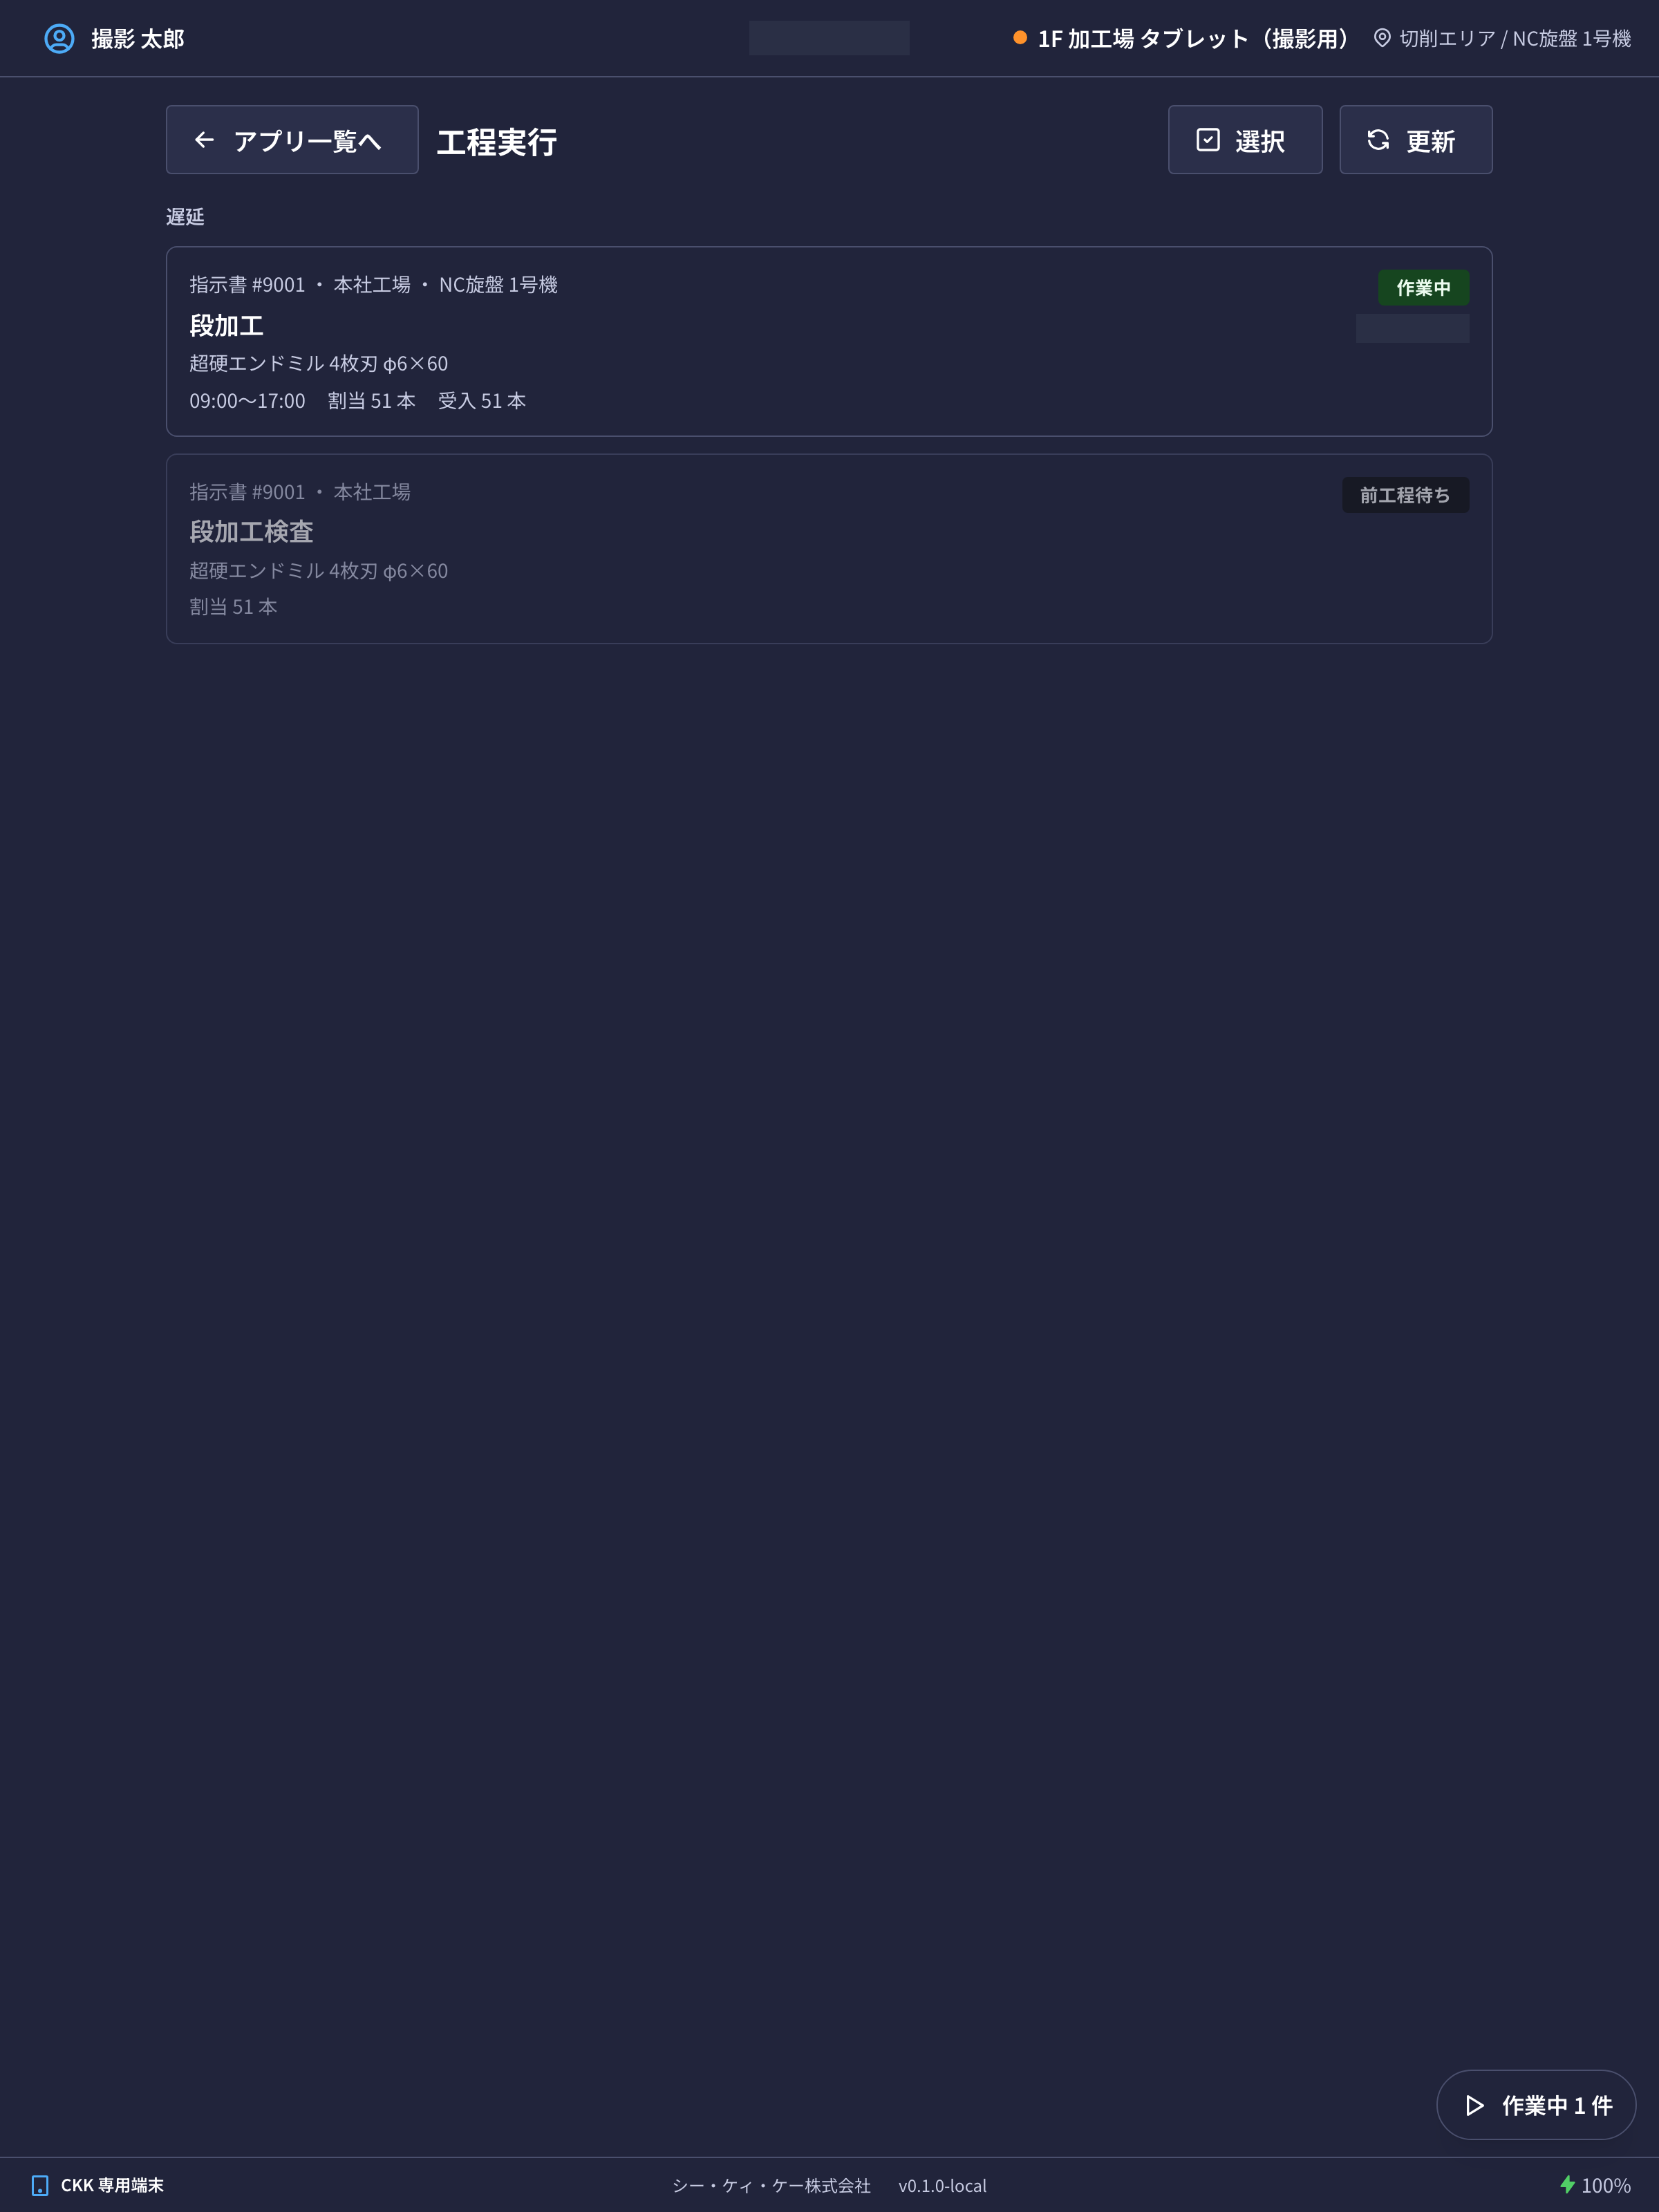 撮影 太郎
1F 加工場 タブレット（撮影用）
切削エリア / NC旋盤 1号機
アプリ一覧へ
工程実行
選択
更新
遅延
指示書 #9001 ・ 本社工場 ・ NC旋盤 1号機
作業中
段加工
超硬エンドミル 4枚刃 φ6×60
09:00〜17:00 割当 51 本 受入 51 本
指示書 #9001 ・ 本社工場
前工程待ち
段加工検査
超硬エンドミル 4枚刃 φ6×60
割当 51 本
作業中 1 件
CKK 専用端末
シー・ケィ・ケー株式会社 v0.1.0-local
100%